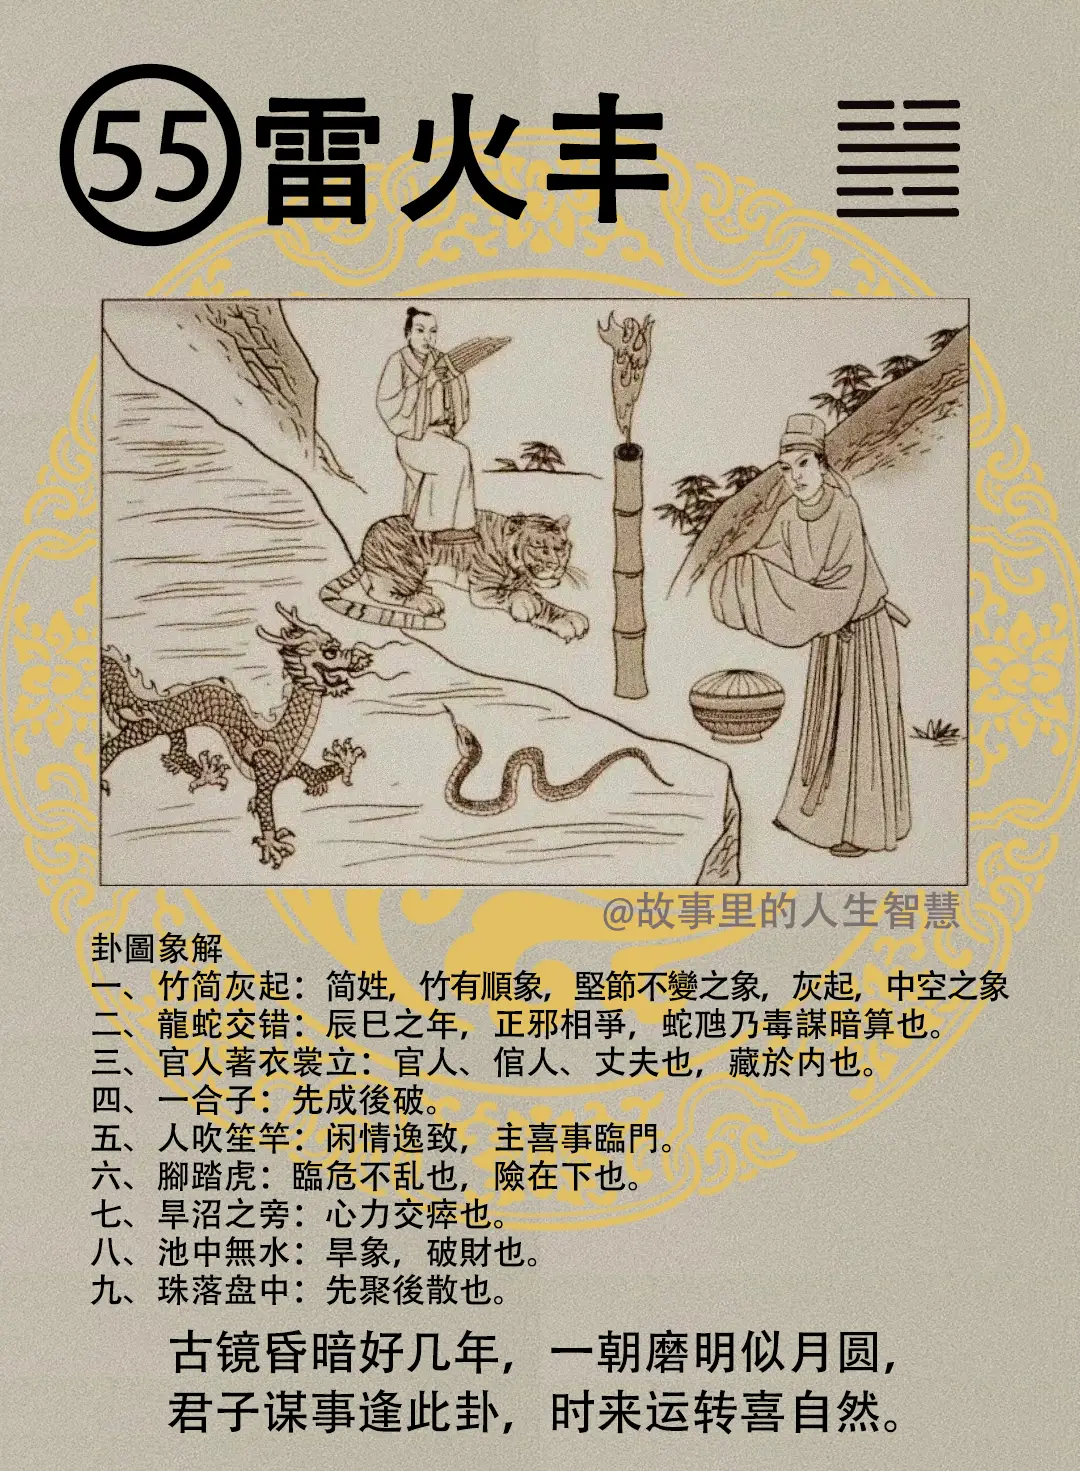 55 雷火丰
@故事里的人生智慧
卦圖象解
一、竹简灰起：简姓，竹有順象，堅節不變之象，灰起，中空之象
二、龍蛇交错：辰巳之年，正邪相爭，蛇虺乃毒謀暗算也。
三、官人著衣裳立：官人、倌人、丈夫也，藏於内也。
四、一合子：先成後破。
五、人吹笙竿：闲情逸致，主喜事臨門。
六、腳踏虎：臨危不乱也，險在下也。
七、旱沼之旁：心力交瘁也。
八、池中無水：旱象，破財也。
九、珠落盘中：先聚後散也。
古镜昏暗好几年，一朝磨明似月圆，
君子谋事逢此卦，时来运转喜自然。